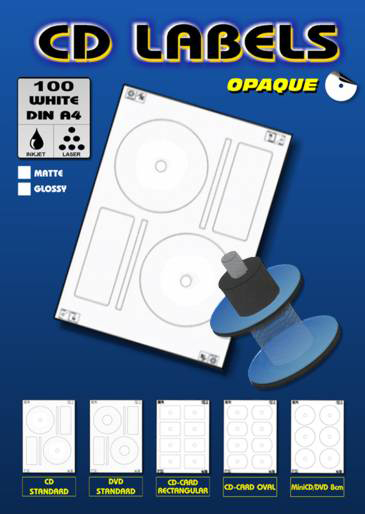 CD LABELS
OPAQUE
100
WHITE
DIN A4
INKJET LASER
MATTE
GLOSSY
CD
STANDARD
DVD
STANDARD
CD-CARD
RECTANGULAR
CD-CARD OVAL
MiniCD/DVD 8cm